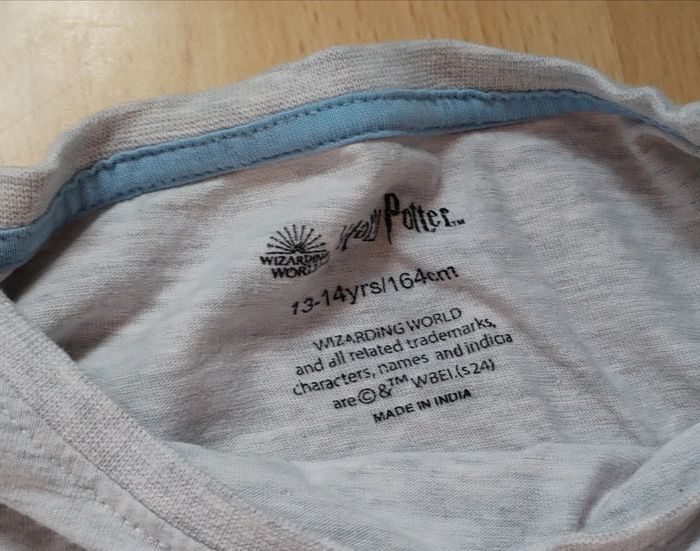 WIZARDING
WORLD
Harry Potter™
13-14yrs/164cm
WIZARDING WORLD
and all related trademarks,
characters, names and indicia
are © & ™ WBEI. (s24)
MADE IN INDIA